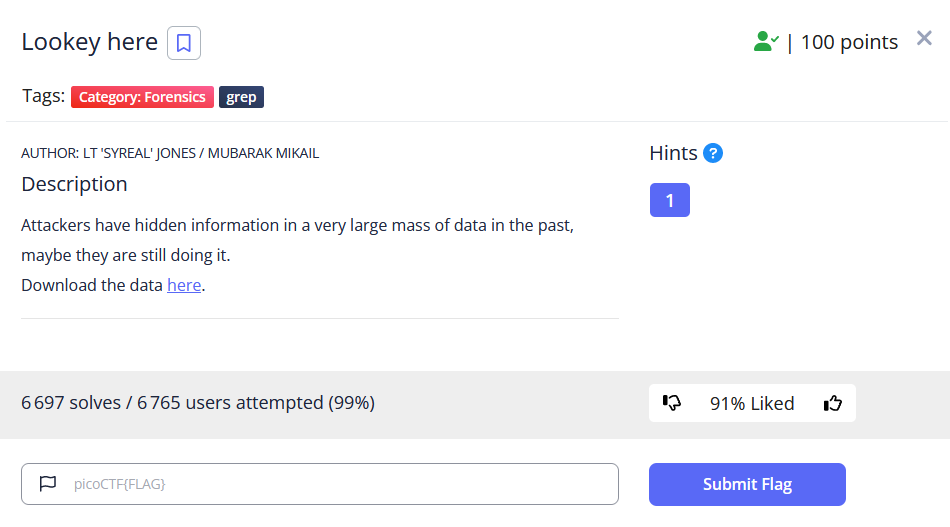 Lookey here
| 100 points
Tags: Category: Forensics grep
AUTHOR: LT 'SYREAL' JONES / MUBARAK MIKAIL
Hints ?
Description
1
Attackers have hidden information in a very large mass of data in the past,
maybe they are still doing it.
Download the data here.
6 697 solves / 6 765 users attempted (99%)
91% Liked
picoCTF{FLAG}
Submit Flag